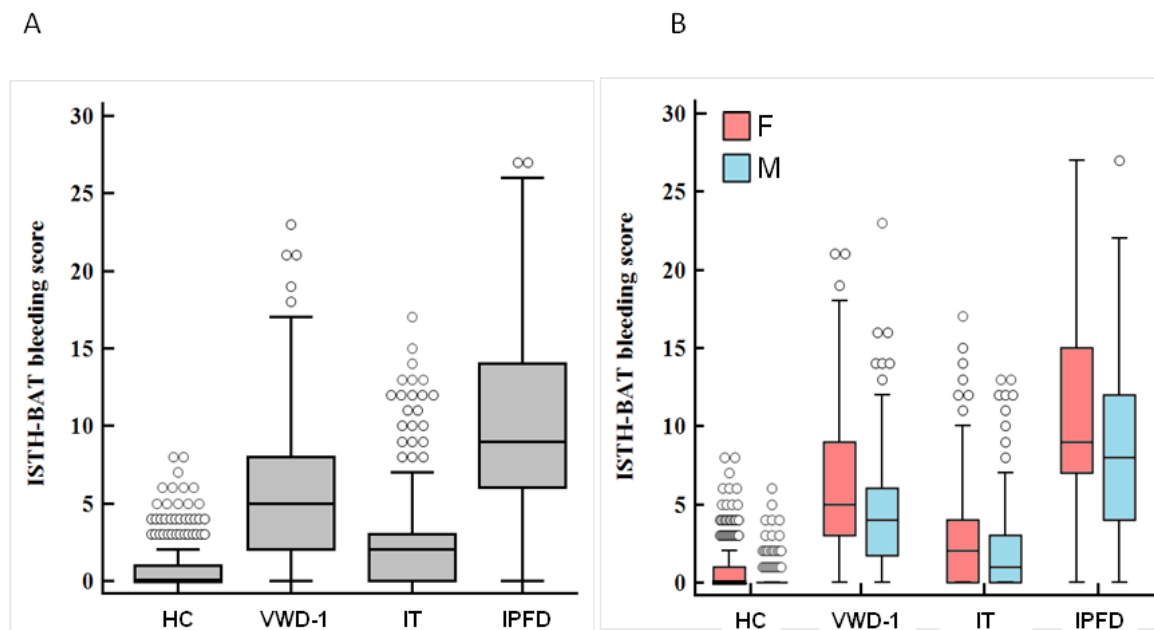 A
B
ISTH-BAT bleeding score
30
25
20
15
10
5
0
HC VWD-1 IT IPFD
ISTH-BAT bleeding score
30
25
20
15
10
5
0
F
M
HC VWD-1 IT IPFD